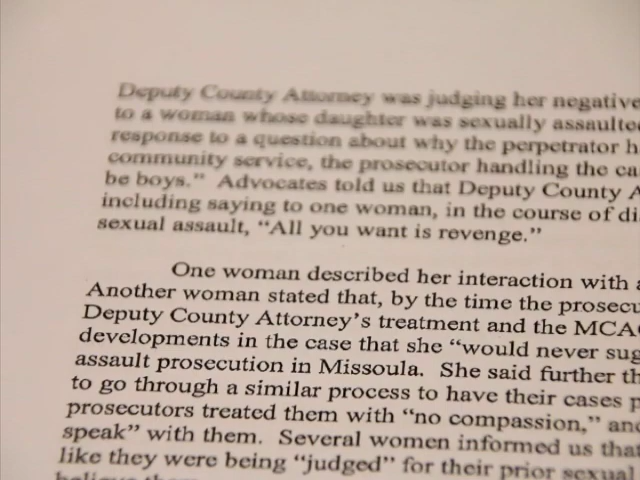 Deputy County Attorney was judging her negative
to a woman whose daughter was sexually assaulte
response to a question about why the perpetrator h
community service, the prosecutor handling the ca
be boys." Advocates told us that Deputy County A
including saying to one woman, in the course of di
sexual assault, "All you want is revenge."
One woman described her interaction with a
Another woman stated that, by the time the prosecu
Deputy County Attorney's treatment and the MCAO
developments in the case that she "would never sug
assault prosecution in Missoula. She said further th
to go through a similar process to have their cases p
prosecutors treated them with "no compassion," and
speak" with them. Several women informed us that
like they were being "judged" for their prior sexual
believe them